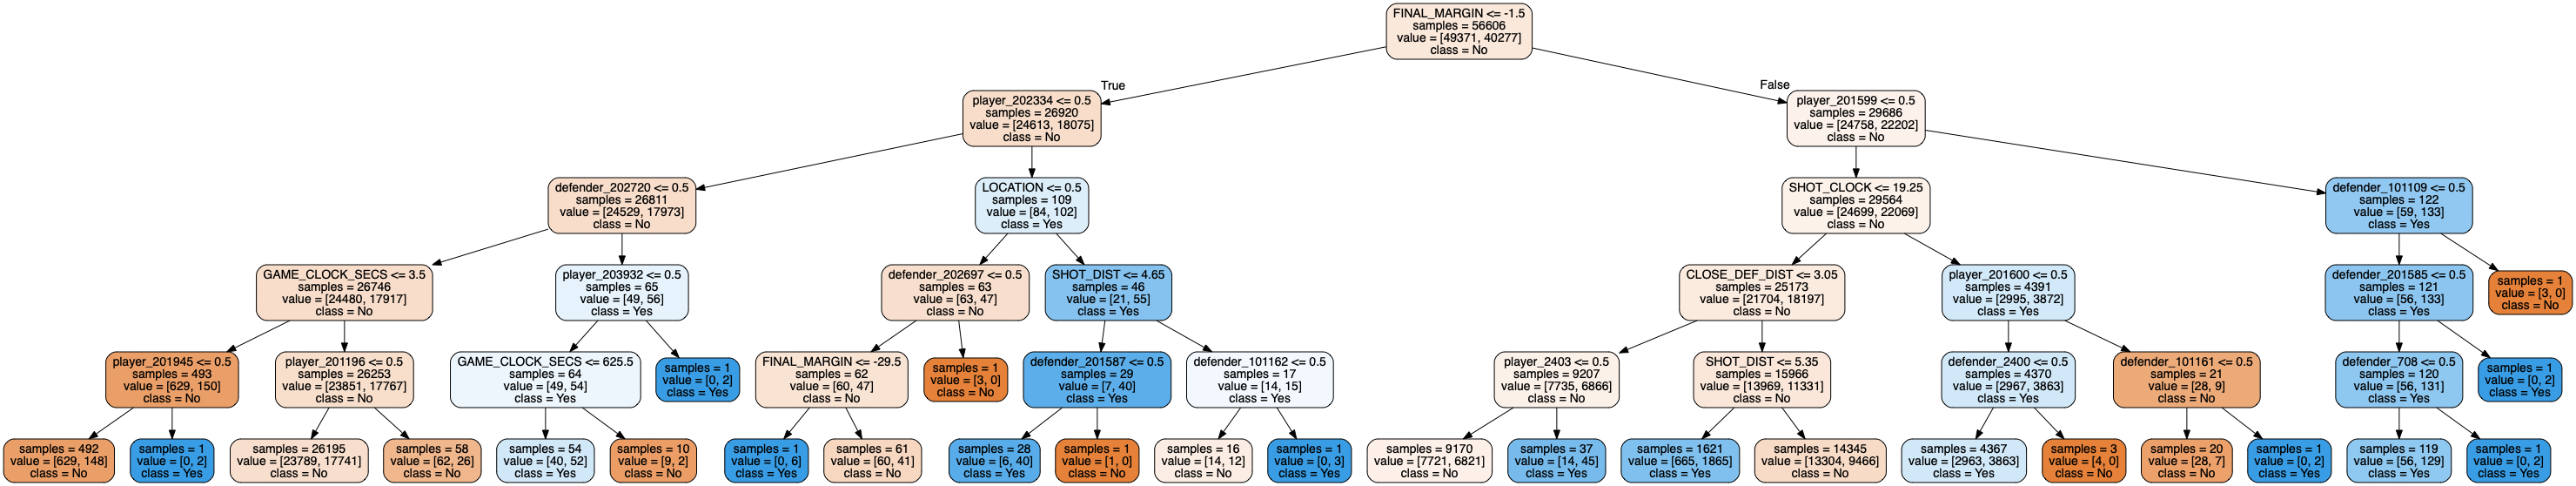 FINAL_MARGIN <= -1.5
samples = 56606
value = [49371, 40277]
class = No
True
False
player_202334 <= 0.5
samples = 26920
value = [24613, 18075]
class = No
player_201599 <= 0.5
samples = 29686
value = [24758, 22202]
class = No
defender_202720 <= 0.5
samples = 26811
value = [24529, 17973]
class = No
LOCATION <= 0.5
samples = 109
value = [84, 102]
class = Yes
SHOT_CLOCK <= 19.25
samples = 29564
value = [24699, 22069]
class = No
defender_101109 <= 0.5
samples = 122
value = [59, 133]
class = Yes
GAME_CLOCK_SECS <= 3.5
samples = 26746
value = [24480, 17917]
class = No
player_203932 <= 0.5
samples = 65
value = [49, 56]
class = Yes
defender_202697 <= 0.5
samples = 63
value = [63, 47]
class = No
SHOT_DIST <= 4.65
samples = 46
value = [21, 55]
class = Yes
CLOSE_DEF_DIST <= 3.05
samples = 25173
value = [21704, 18197]
class = No
player_201600 <= 0.5
samples = 4391
value = [2995, 3872]
class = Yes
defender_201585 <= 0.5
samples = 121
value = [56, 133]
class = Yes
samples = 1
value = [3, 0]
class = No
player_201945 <= 0.5
samples = 493
value = [629, 150]
class = No
player_201196 <= 0.5
samples = 26253
value = [23851, 17767]
class = No
GAME_CLOCK_SECS <= 625.5
samples = 64
value = [49, 54]
class = Yes
samples = 1
value = [0, 2]
class = Yes
FINAL_MARGIN <= -29.5
samples = 62
value = [60, 47]
class = No
samples = 1
value = [3, 0]
class = No
defender_201587 <= 0.5
samples = 29
value = [7, 40]
class = Yes
defender_101162 <= 0.5
samples = 17
value = [14, 15]
class = Yes
player_2403 <= 0.5
samples = 9207
value = [7735, 6866]
class = No
SHOT_DIST <= 5.35
samples = 15966
value = [13969, 11331]
class = No
defender_2400 <= 0.5
samples = 4370
value = [2967, 3863]
class = Yes
defender_101161 <= 0.5
samples = 21
value = [28, 9]
class = No
defender_708 <= 0.5
samples = 120
value = [56, 131]
class = Yes
samples = 1
value = [0, 2]
class = Yes
samples = 492
value = [629, 148]
class = No
samples = 1
value = [0, 2]
class = Yes
samples = 26195
value = [23789, 17741]
class = No
samples = 58
value = [62, 26]
class = No
samples = 54
value = [40, 52]
class = Yes
samples = 10
value = [9, 2]
class = No
samples = 1
value = [0, 6]
class = Yes
samples = 61
value = [60, 41]
class = No
samples = 28
value = [6, 40]
class = Yes
samples = 1
value = [1, 0]
class = No
samples = 16
value = [14, 12]
class = No
samples = 1
value = [0, 3]
class = Yes
samples = 9170
value = [7721, 6821]
class = No
samples = 37
value = [14, 45]
class = Yes
samples = 1621
value = [665, 1865]
class = Yes
samples = 14345
value = [13304, 9466]
class = No
samples = 4367
value = [2963, 3863]
class = Yes
samples = 3
value = [4, 0]
class = No
samples = 20
value = [28, 7]
class = No
samples = 1
value = [0, 2]
class = Yes
samples = 119
value = [56, 129]
class = Yes
samples = 1
value = [0, 2]
class = Yes